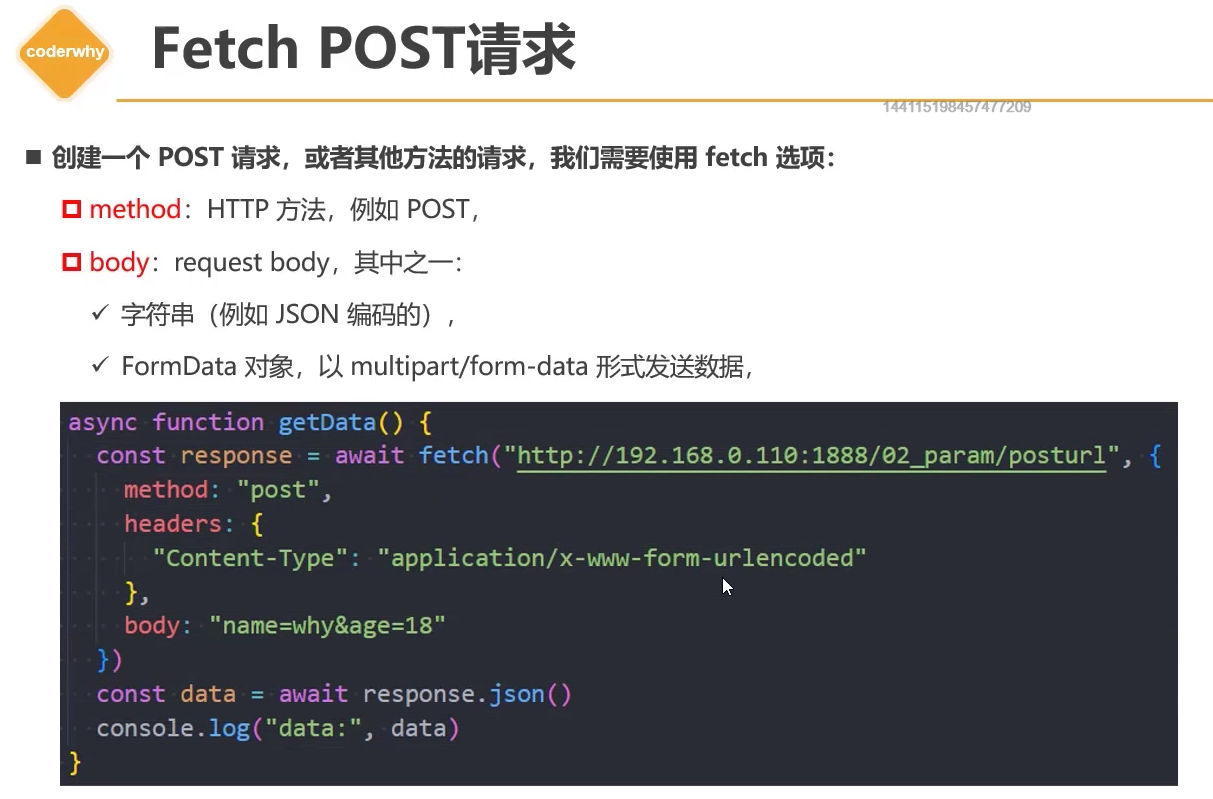 coderwhy
Fetch POST请求
144115198457477209
创建一个 POST 请求，或者其他方法的请求，我们需要使用 fetch 选项：
method：HTTP 方法，例如 POST，
body：request body，其中之一：
字符串（例如 JSON 编码的），
FormData 对象，以 multipart/form-data 形式发送数据，
async function getData() {
  const response = await fetch("http://192.168.0.110:1888/02_param/posturl", {
    method: "post",
    headers: {
      "Content-Type": "application/x-www-form-urlencoded"
    },
    body: "name=why&age=18"
  })
  const data = await response.json()
  console.log("data:", data)
}